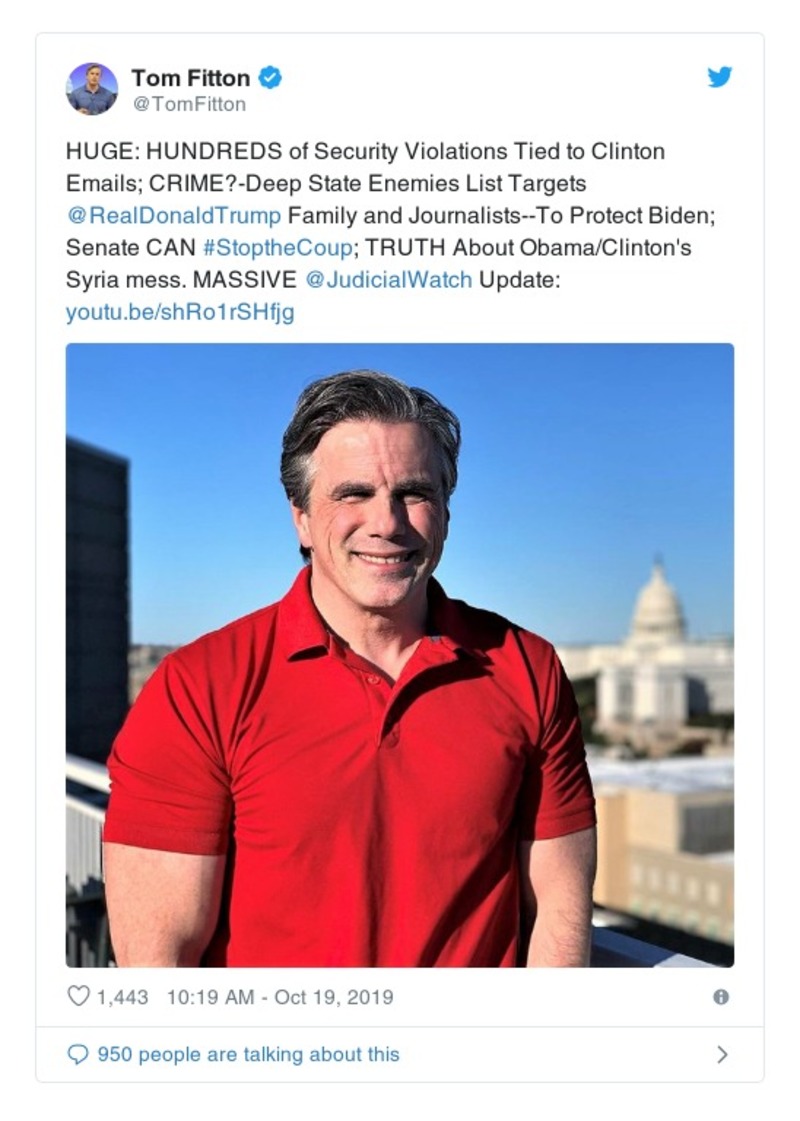 Tom Fitton
@TomFitton
HUGE: HUNDREDS of Security Violations Tied to Clinton
Emails; CRIME?-Deep State Enemies List Targets
@RealDonaldTrump Family and Journalists--To Protect Biden;
Senate CAN #StoptheCoup; TRUTH About Obama/Clinton's
Syria mess. MASSIVE @JudicialWatch Update:
youtu.be/shRo1rSHfjg
1,443 10:19 AM - Oct 19, 2019
950 people are talking about this